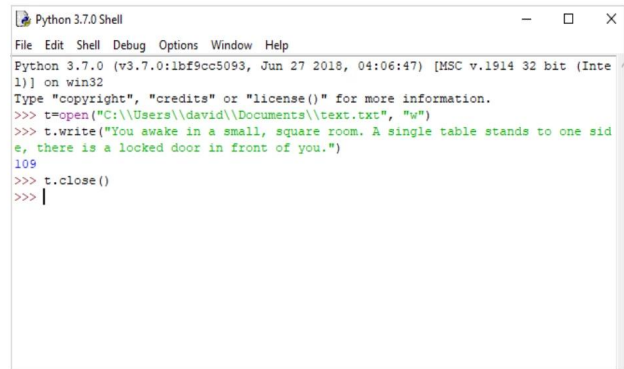 Python 3.7.0 Shell
File Edit Shell Debug Options Window Help
Python 3.7.0 (v3.7.0:1bf9cc5093, Jun 27 2018, 04:06:47) [MSC v.1914 32 bit (Inte
l)] on win32
Type "copyright", "credits" or "license()" for more information.
>>> t=open("C:\\Users\\david\\Documents\\text.txt", "w")
>>> t.write("You awake in a small, square room. A single table stands to one sid
e, there is a locked door in front of you.")
109
>>> t.close()
>>>